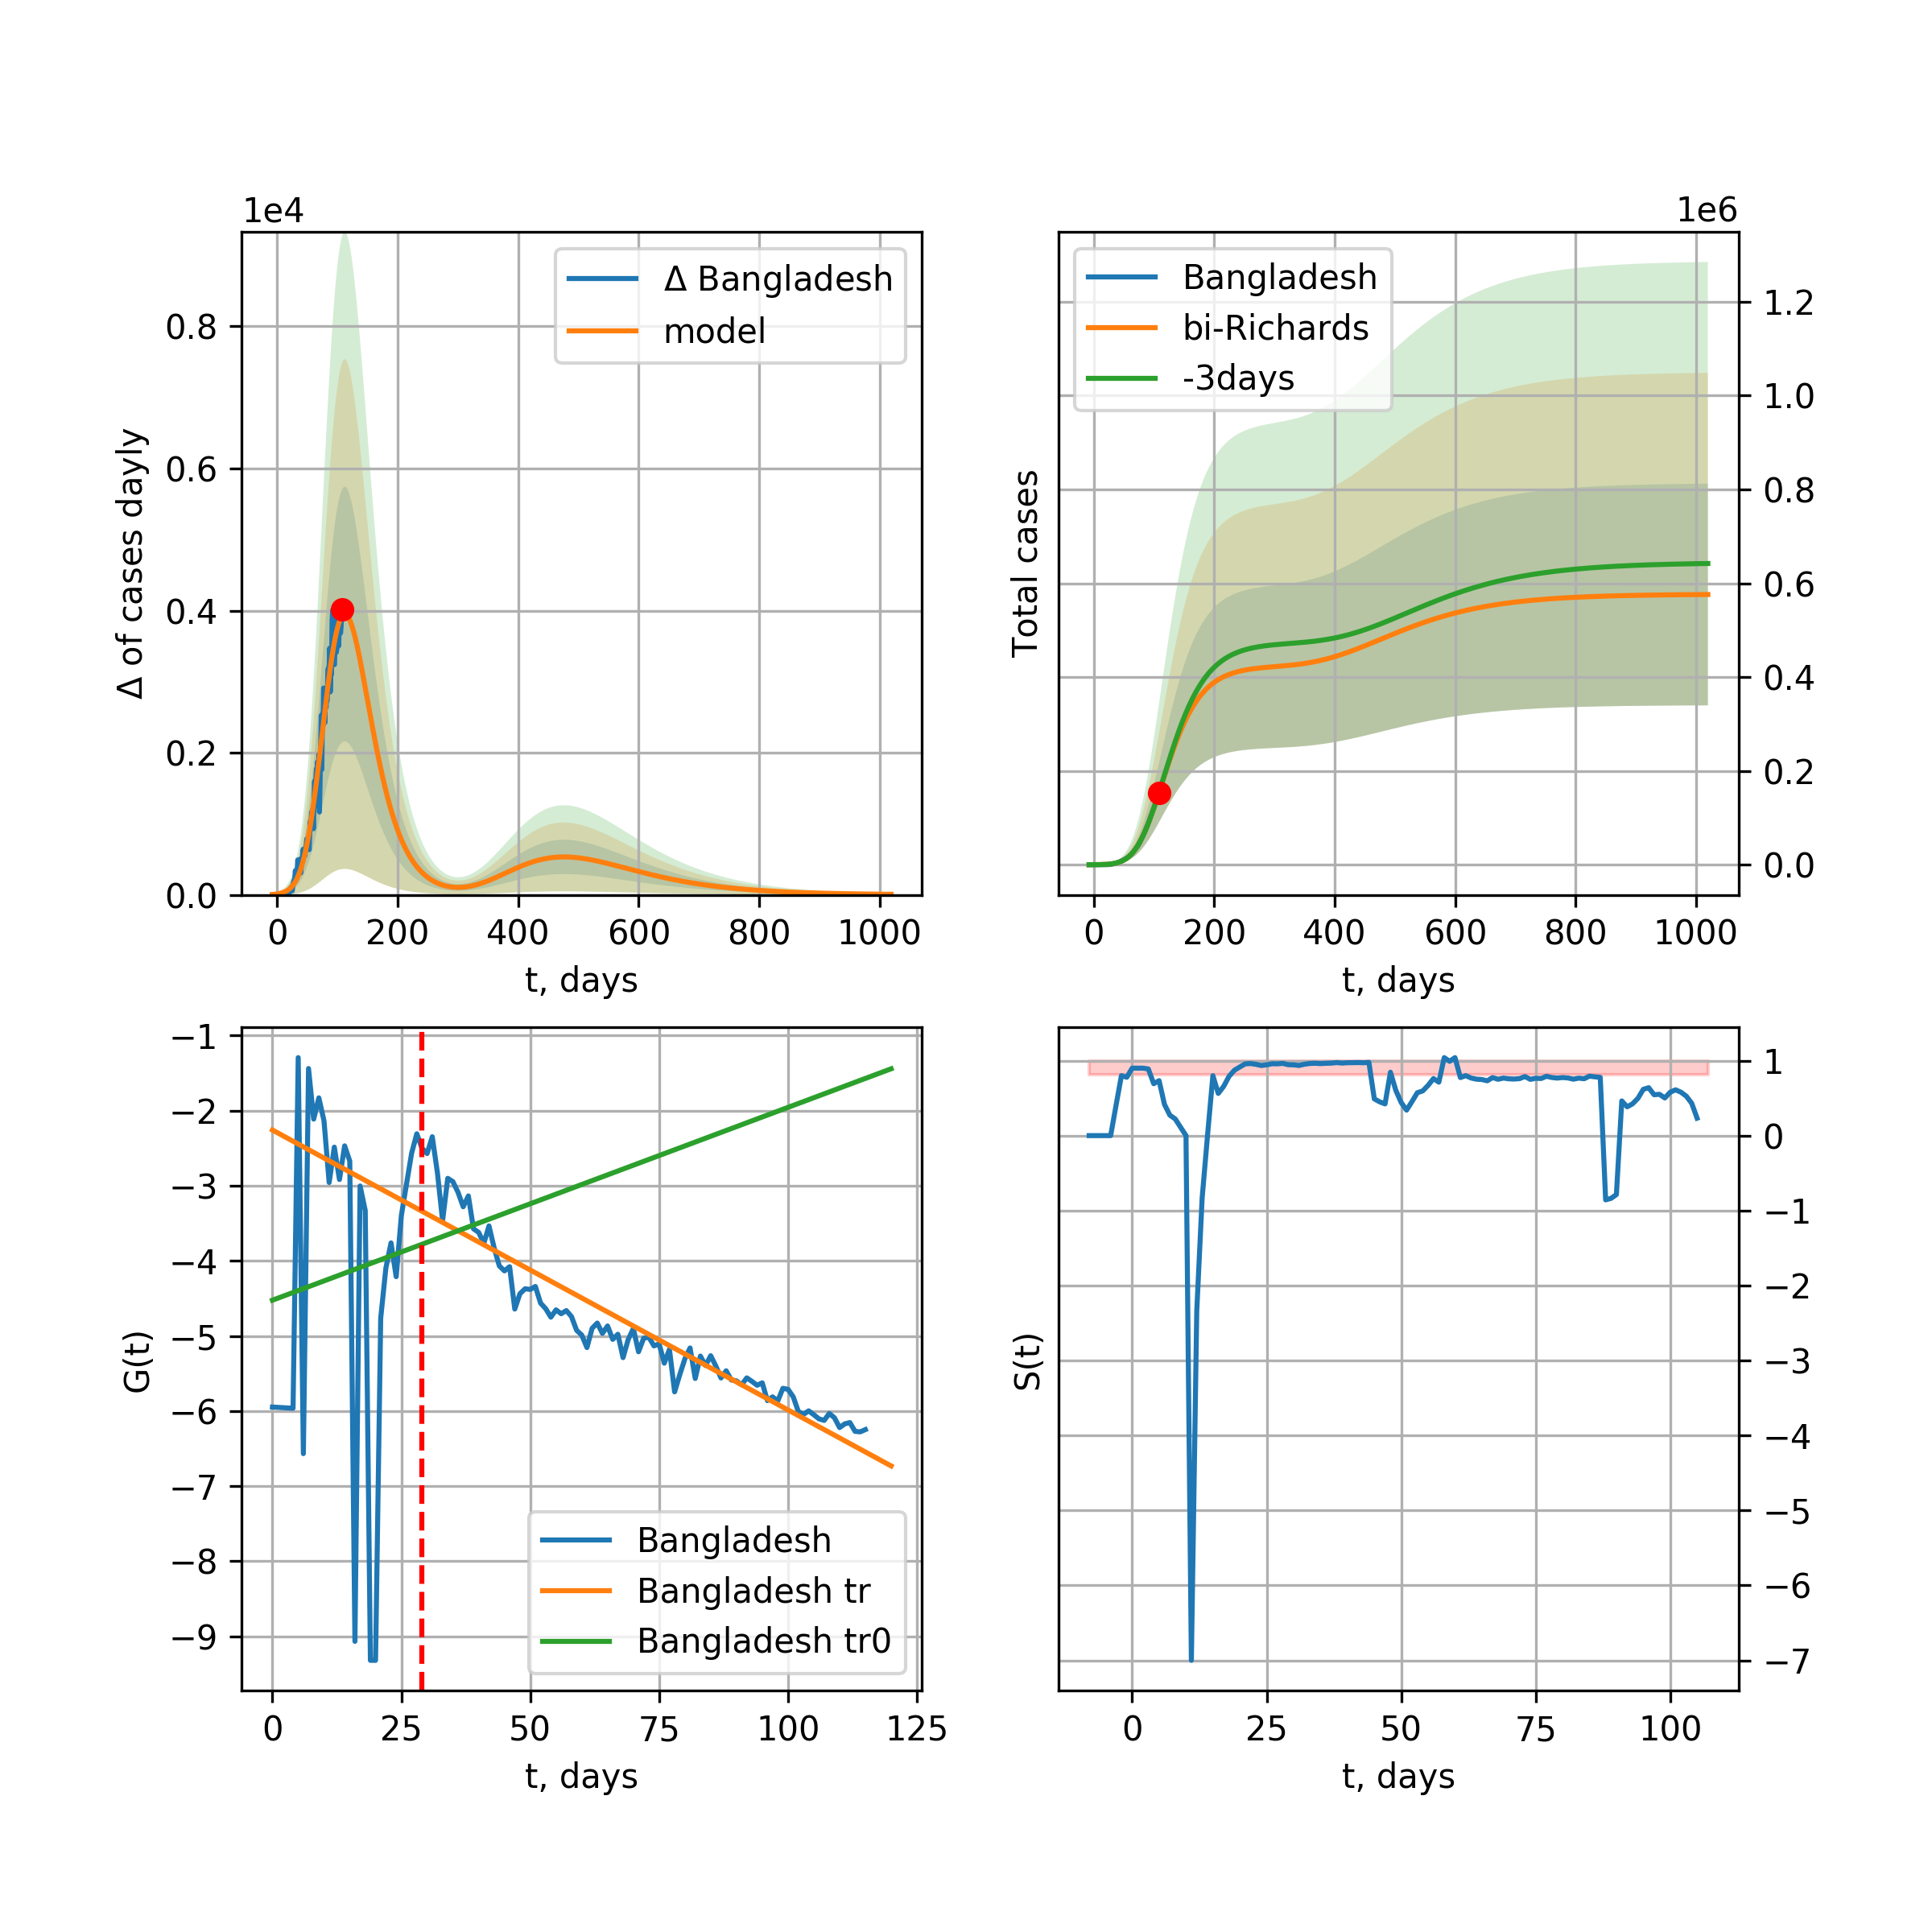 1e4
Δ Bangladesh
model
0.8
0.6
0.4
0.2
0.0
Δ of cases dayly
0 200 400 600 800 1000
t, days
1e6
Bangladesh
bi-Richards
-3days
1.2
1.0
0.8
0.6
0.4
0.2
0.0
Total cases
0 200 400 600 800 1000
t, days
−1
−2
−3
−4
−5
−6
−7
−8
−9
G(t)
Bangladesh
Bangladesh tr
Bangladesh tr0
0 25 50 75 100 125
t, days
1
0
−1
−2
−3
−4
−5
−6
−7
S(t)
0 25 50 75 100
t, days